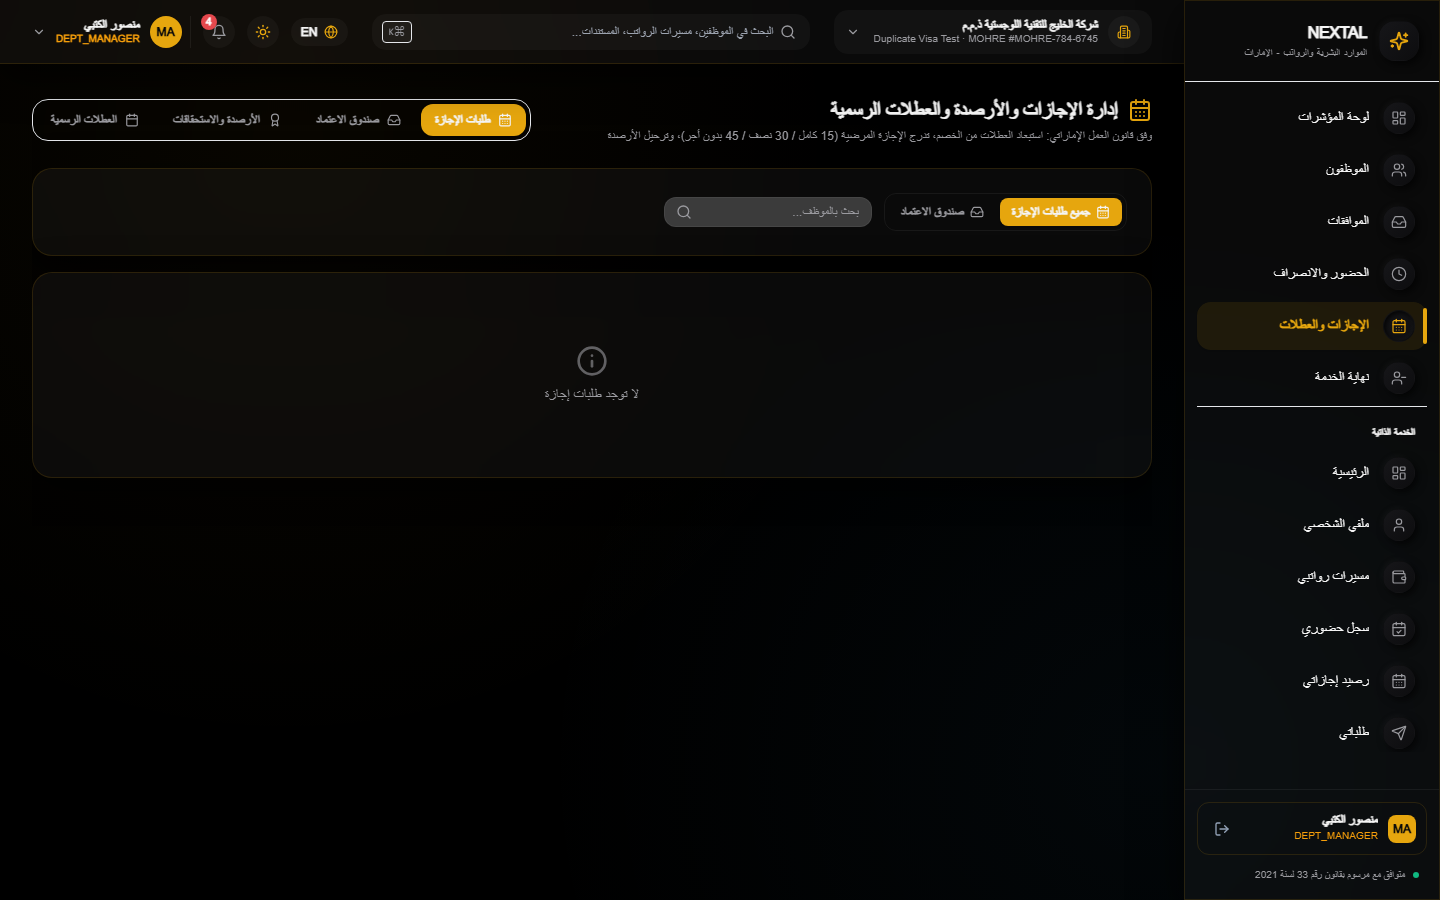 NEXTAL
الموارد البشرية والرواتب - الإمارات
لوحة المؤشرات
الموظفون
الموافقات
الحضور والانصراف
الإجازات والعطلات
نهاية الخدمة
الخدمة الذاتية
الرئيسية
ملفي الشخصي
مسيرات رواتبي
سجل حضوري
رصيد إجازاتي
طلباتي
MA
منصور الكتبي
DEPT_MANAGER
متوافق مع مرسوم بقانون رقم 33 لسنة 2021
شركة الخليج للتقنية اللوجستية ذ.م.م
Duplicate Visa Test · MOHRE #MOHRE-784-6745
البحث في الموظفين، مسيرات الرواتب، المستندات...
⌘K
EN
4
MA
منصور الكتبي
DEPT_MANAGER
إدارة الإجازات والأرصدة والعطلات الرسمية
وفق قانون العمل الإماراتي: استبعاد العطلات من الخصم، تدرج الإجازة المرضية (15 كامل / 30 نصف / 45 بدون أجر)، وترحيل الأرصدة
طلبات الإجازة
صندوق الاعتماد
الأرصدة والاستحقاقات
العطلات الرسمية
جميع طلبات الإجازة
صندوق الاعتماد
بحث بالموظف...
لا توجد طلبات إجازة